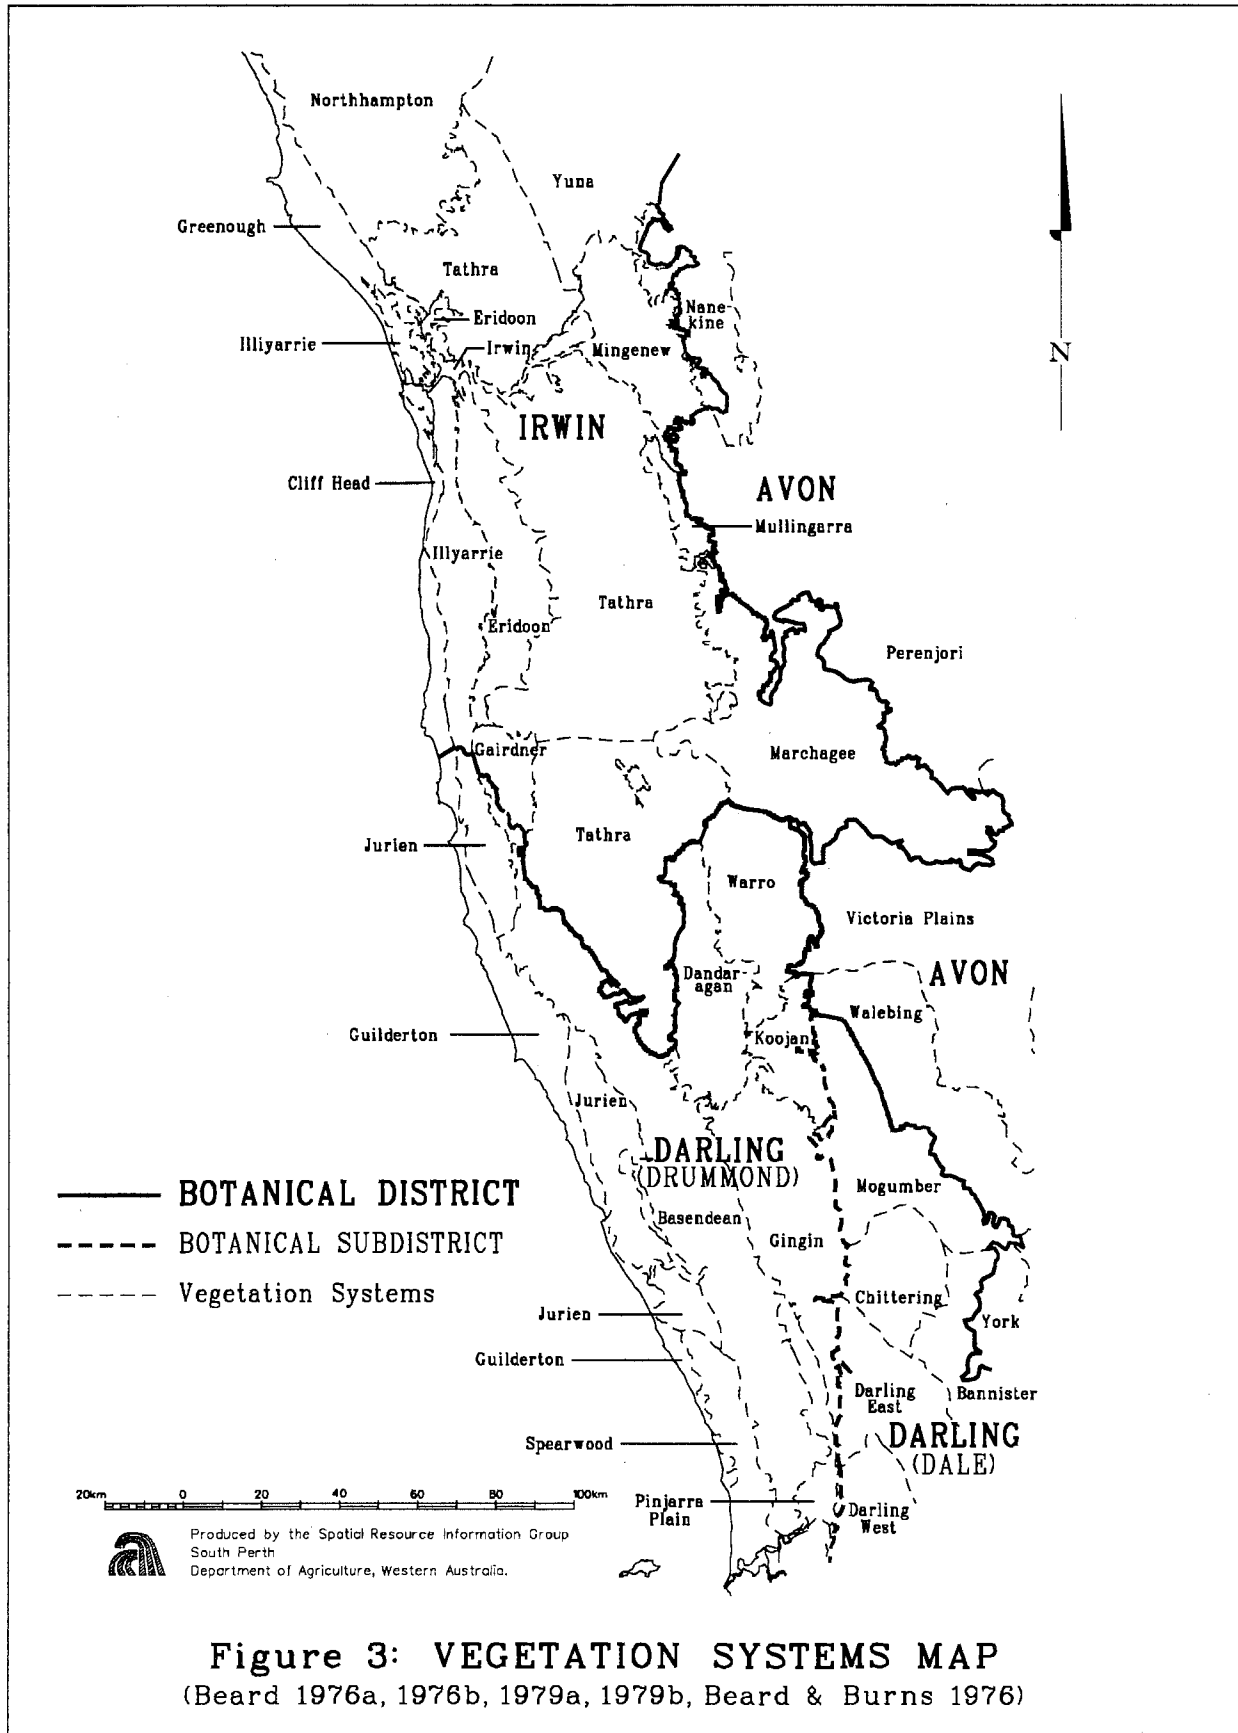 Northhampton
Yuna
Greenough
Tathra
Nane-
kine
Eridoon
Illiyarrie
Irwin
Mingenew
N
IRWIN
Cliff Head
AVON
Mullingarra
Illyarrie
Tathra
Eridoon
Perenjori
Gairdner
Marchagee
Jurien
Tathra
Warro
Victoria Plains
Dandar-
agan
AVON
Walebing
Guilderton
Koojan
Jurien
DARLING
(DRUMMOND)
BOTANICAL DISTRICT
Mogumber
Basendean
BOTANICAL SUBDISTRICT
Gingin
Vegetation Systems
Chittering
Jurien
York
Guilderton
Darling
East
Bannister
DARLING
(DALE)
Spearwood
20km 0 20 40 60 80 100km
Pinjarra
Plain
Darling
West
Produced by the Spatial Resource Information Group
South Perth
Department of Agriculture, Western Australia.
Figure 3: VEGETATION SYSTEMS MAP
(Beard 1976a, 1976b, 1979a, 1979b, Beard & Burns 1976)